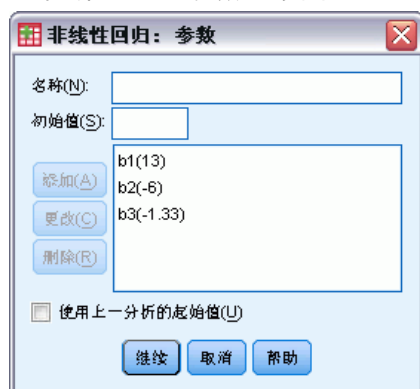 非线性回归：参数
名称(N):
初始值(S):
添加(A)
更改(C)
删除(R)
b1(13)
b2(-6)
b3(-1.33)
使用上一分析的起始值(U)
继续
取消
帮助